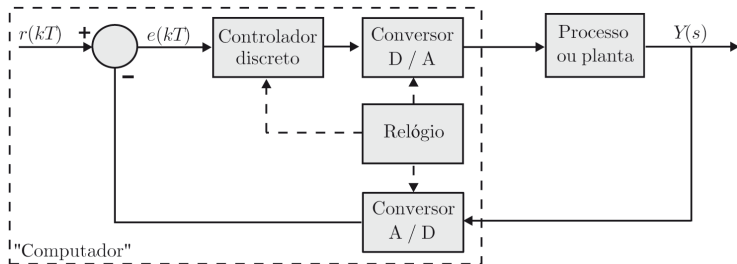 r(kT)
+
e(kT)
Controlador
discreto
Conversor
D / A
Processo
ou planta
Y(s)
-
Relógio
Conversor
A / D
"Computador"